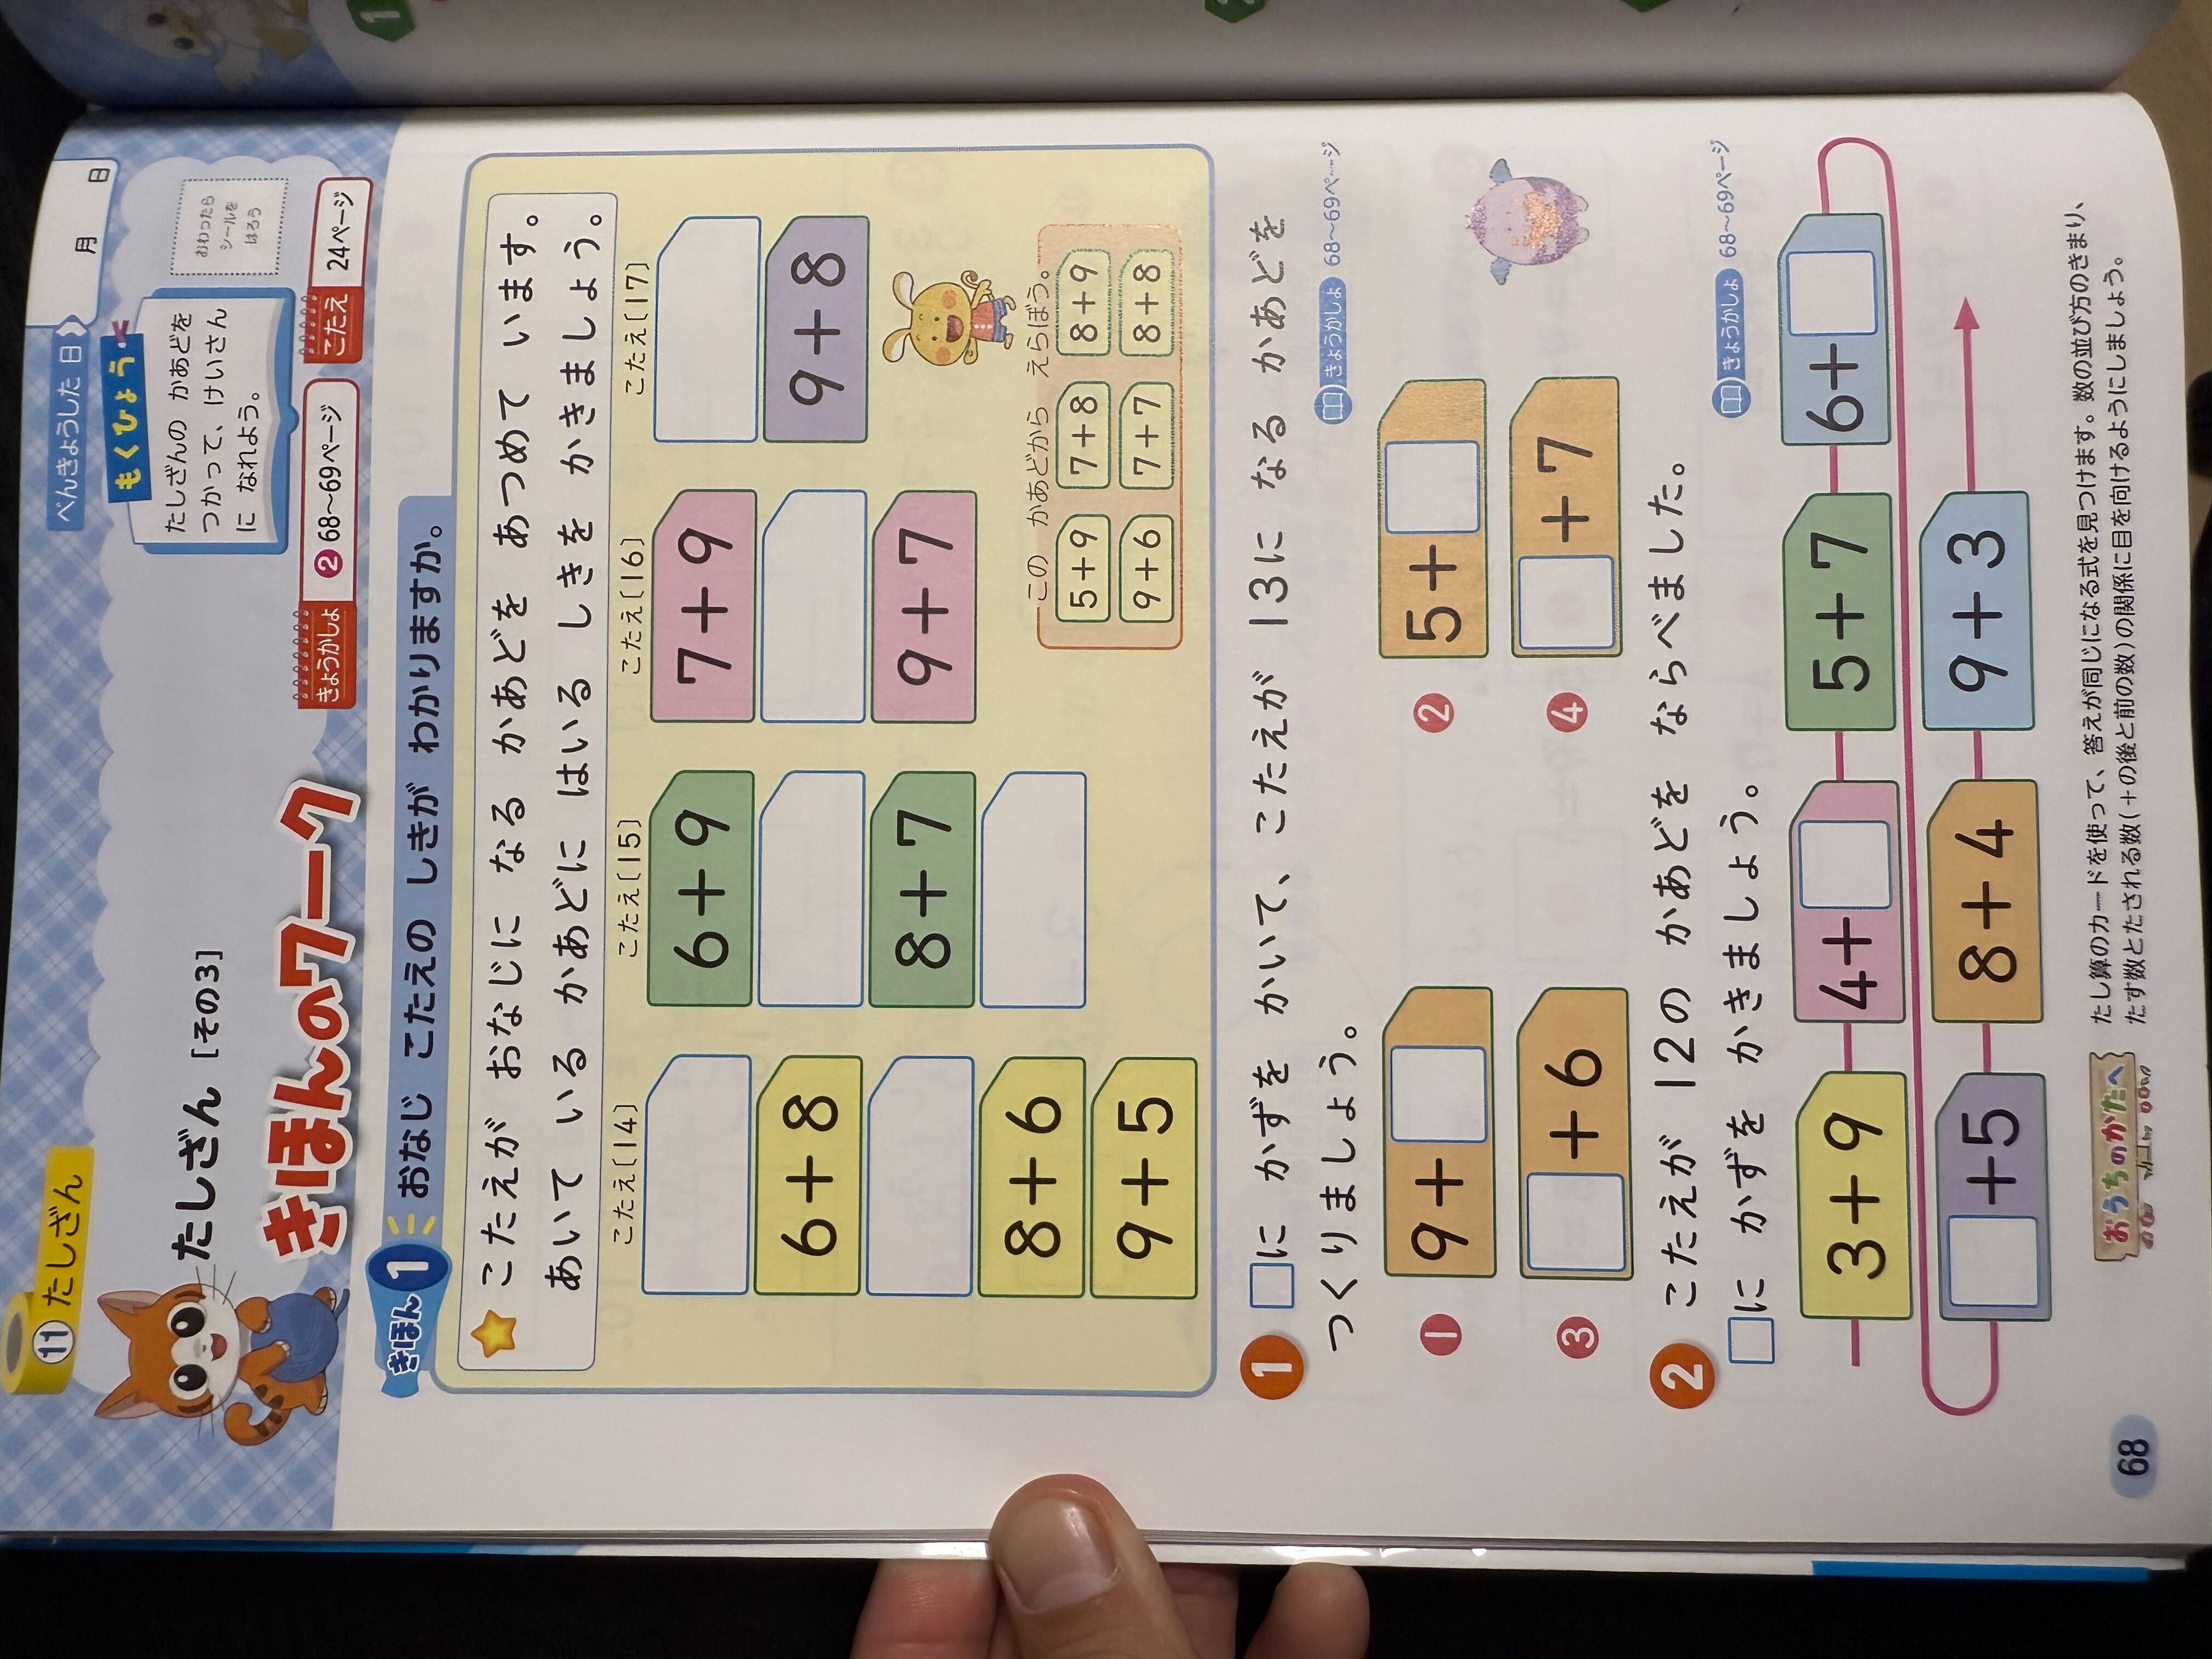 ⑪ たしざん
べんきょうした 日
月 日
もくひょう
たしざんの かあどを
つかって、けいさん
に なれよう。
おわったら
シールを
はろう
たしざん [その3]
きほんのワーク
きょうかしょ ② 68〜69ページ
こたえ 24ページ
きほん 1 おなじ こたえの しきが わかりますか。
こたえが おなじに なる かあどを あつめて います。
あいて いる かあどに はいる しきを かきましょう。
こたえ[14] こたえ[15] こたえ[16] こたえ[17]
6+9 7+9
6+8 9+8
8+7 9+7
8+6
9+5
この かあどから えらぼう。
5+9 7+8 8+9
9+6 7+7 8+8
1 □に かずを かいて、こたえが 13に なる かあどを
つくりましょう。
きょうかしょ 68〜69ページ
① 9+□ ② 5+□
③ □+6 ④ □+7
2 こたえが 12の かあどを ならべました。
□に かずを かきましょう。
きょうかしょ 68〜69ページ
3+9 4+□ 5+7 6+□
□+5 8+4 9+3
おうちのかたへ
たし算のカードを使って、答えが同じになる式を見つけます。数の並び方のきまり、
たす数とたされる数(+の後と前の数)の関係に目を向けるようにしましょう。
68